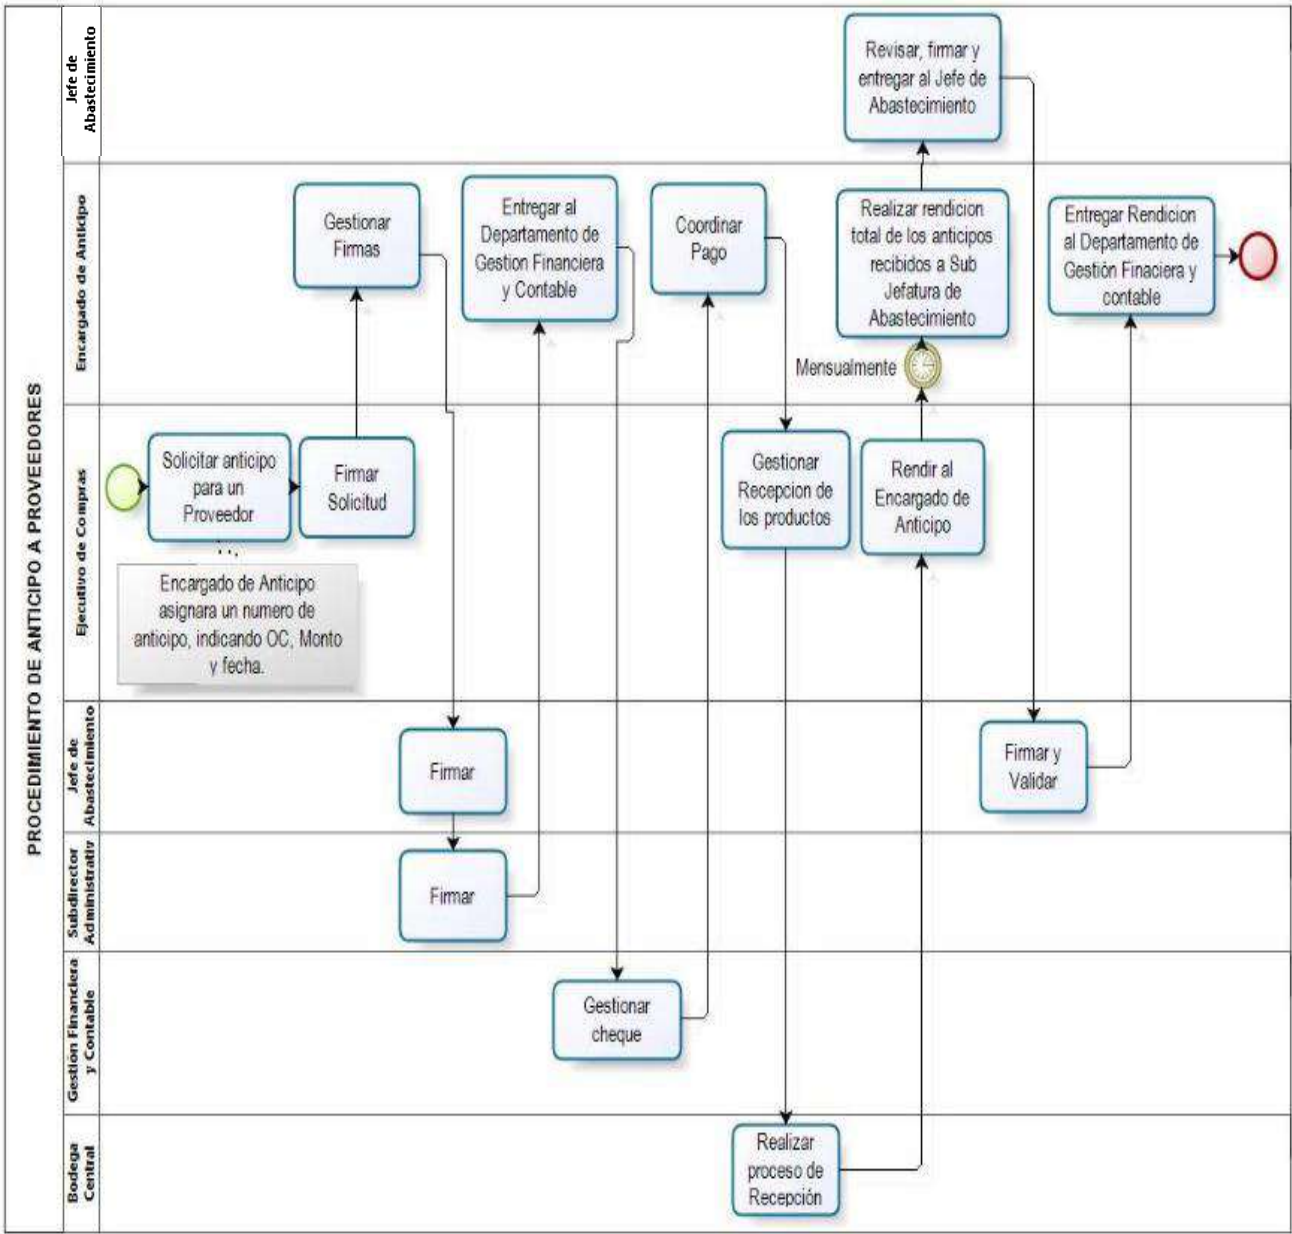 PROCEDIMIENTO DE ANTICIPO A PROVEEDORES
Jefe de
Abastecimiento
Revisar, firmar y
entregar al Jefe de
Abastecimiento
Encargado de Anticipo
Gestionar
Firmas
Entregar al
Departamento de
Gestion Financiera
y Contable
Coordinar
Pago
Realizar rendicion
total de los anticipos
recibidos a Sub
Jefatura de
Abastecimiento
Mensualmente
Entregar Rendicion
al Departamento de
Gestión Finaciera y
contable
Ejecutivo de Compras
Solicitar anticipo
para un
Proveedor
Firmar
Solicitud
Encargado de Anticipo
asignara un numero de
anticipo, indicando OC, Monto
y fecha.
Gestionar
Recepcion de
los productos
Rendir al
Encargado de
Anticipo
Jefe de
Abastecimiento
Firmar
Firmar y
Validar
Subdirector
Administrativ
Firmar
Gestión Financiera
y Contable
Gestionar
cheque
Bodega
Central
Realizar
proceso de
Recepción